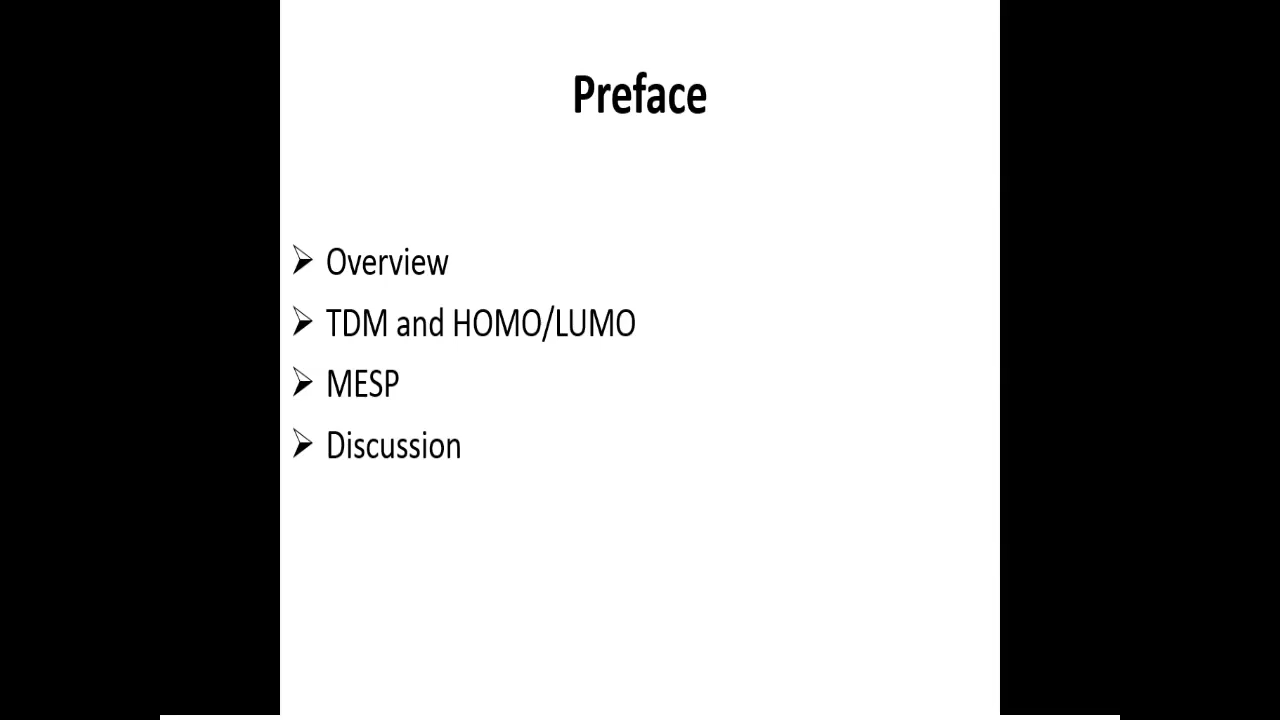 Preface
➢ Overview
➢ TDM and HOMO/LUMO
➢ MESP
➢ Discussion